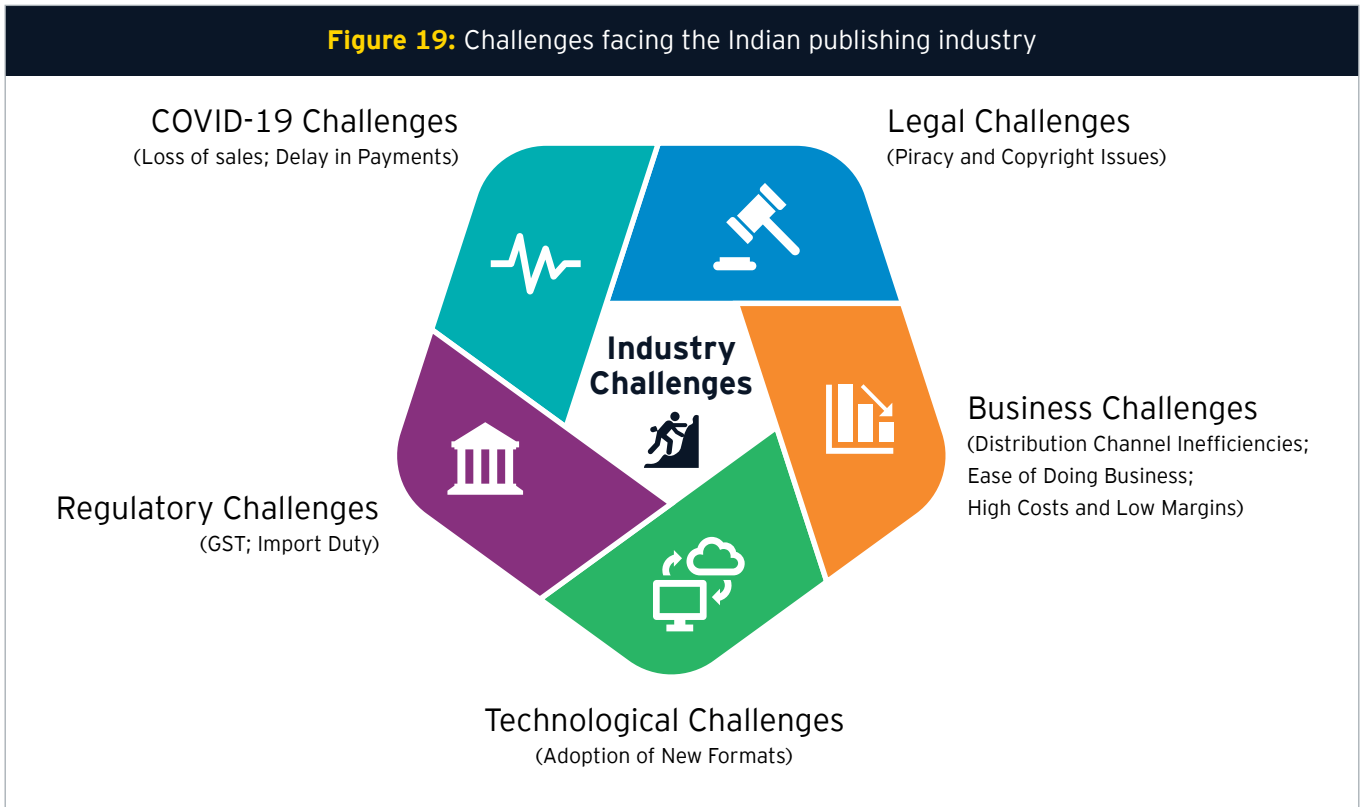 Figure 19: Challenges facing the Indian publishing industry
COVID-19 Challenges
(Loss of sales; Delay in Payments)
Legal Challenges
(Piracy and Copyright Issues)
Industry
Challenges
Business Challenges
(Distribution Channel Inefficiencies;
Ease of Doing Business;
High Costs and Low Margins)
Regulatory Challenges
(GST; Import Duty)
Technological Challenges
(Adoption of New Formats)